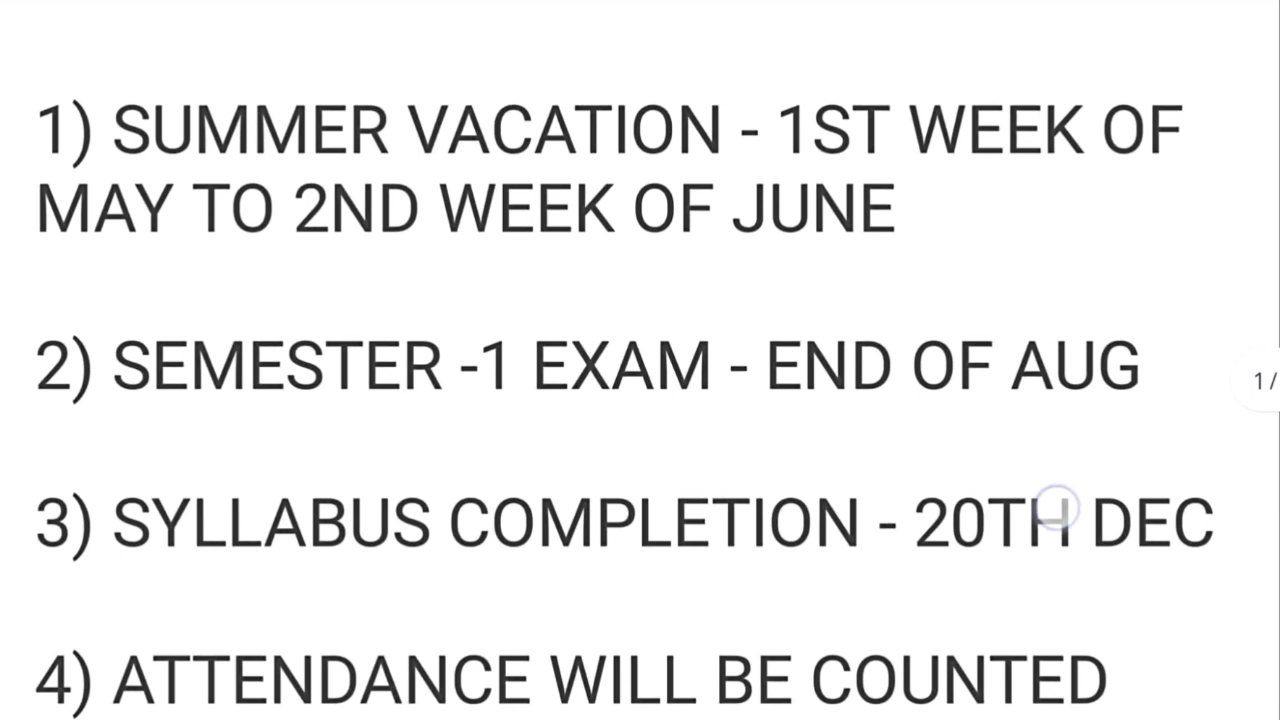 1) SUMMER VACATION - 1ST WEEK OF
MAY TO 2ND WEEK OF JUNE
2) SEMESTER -1 EXAM - END OF AUG
1 /
3) SYLLABUS COMPLETION - 20TH DEC
4) ATTENDANCE WILL BE COUNTED